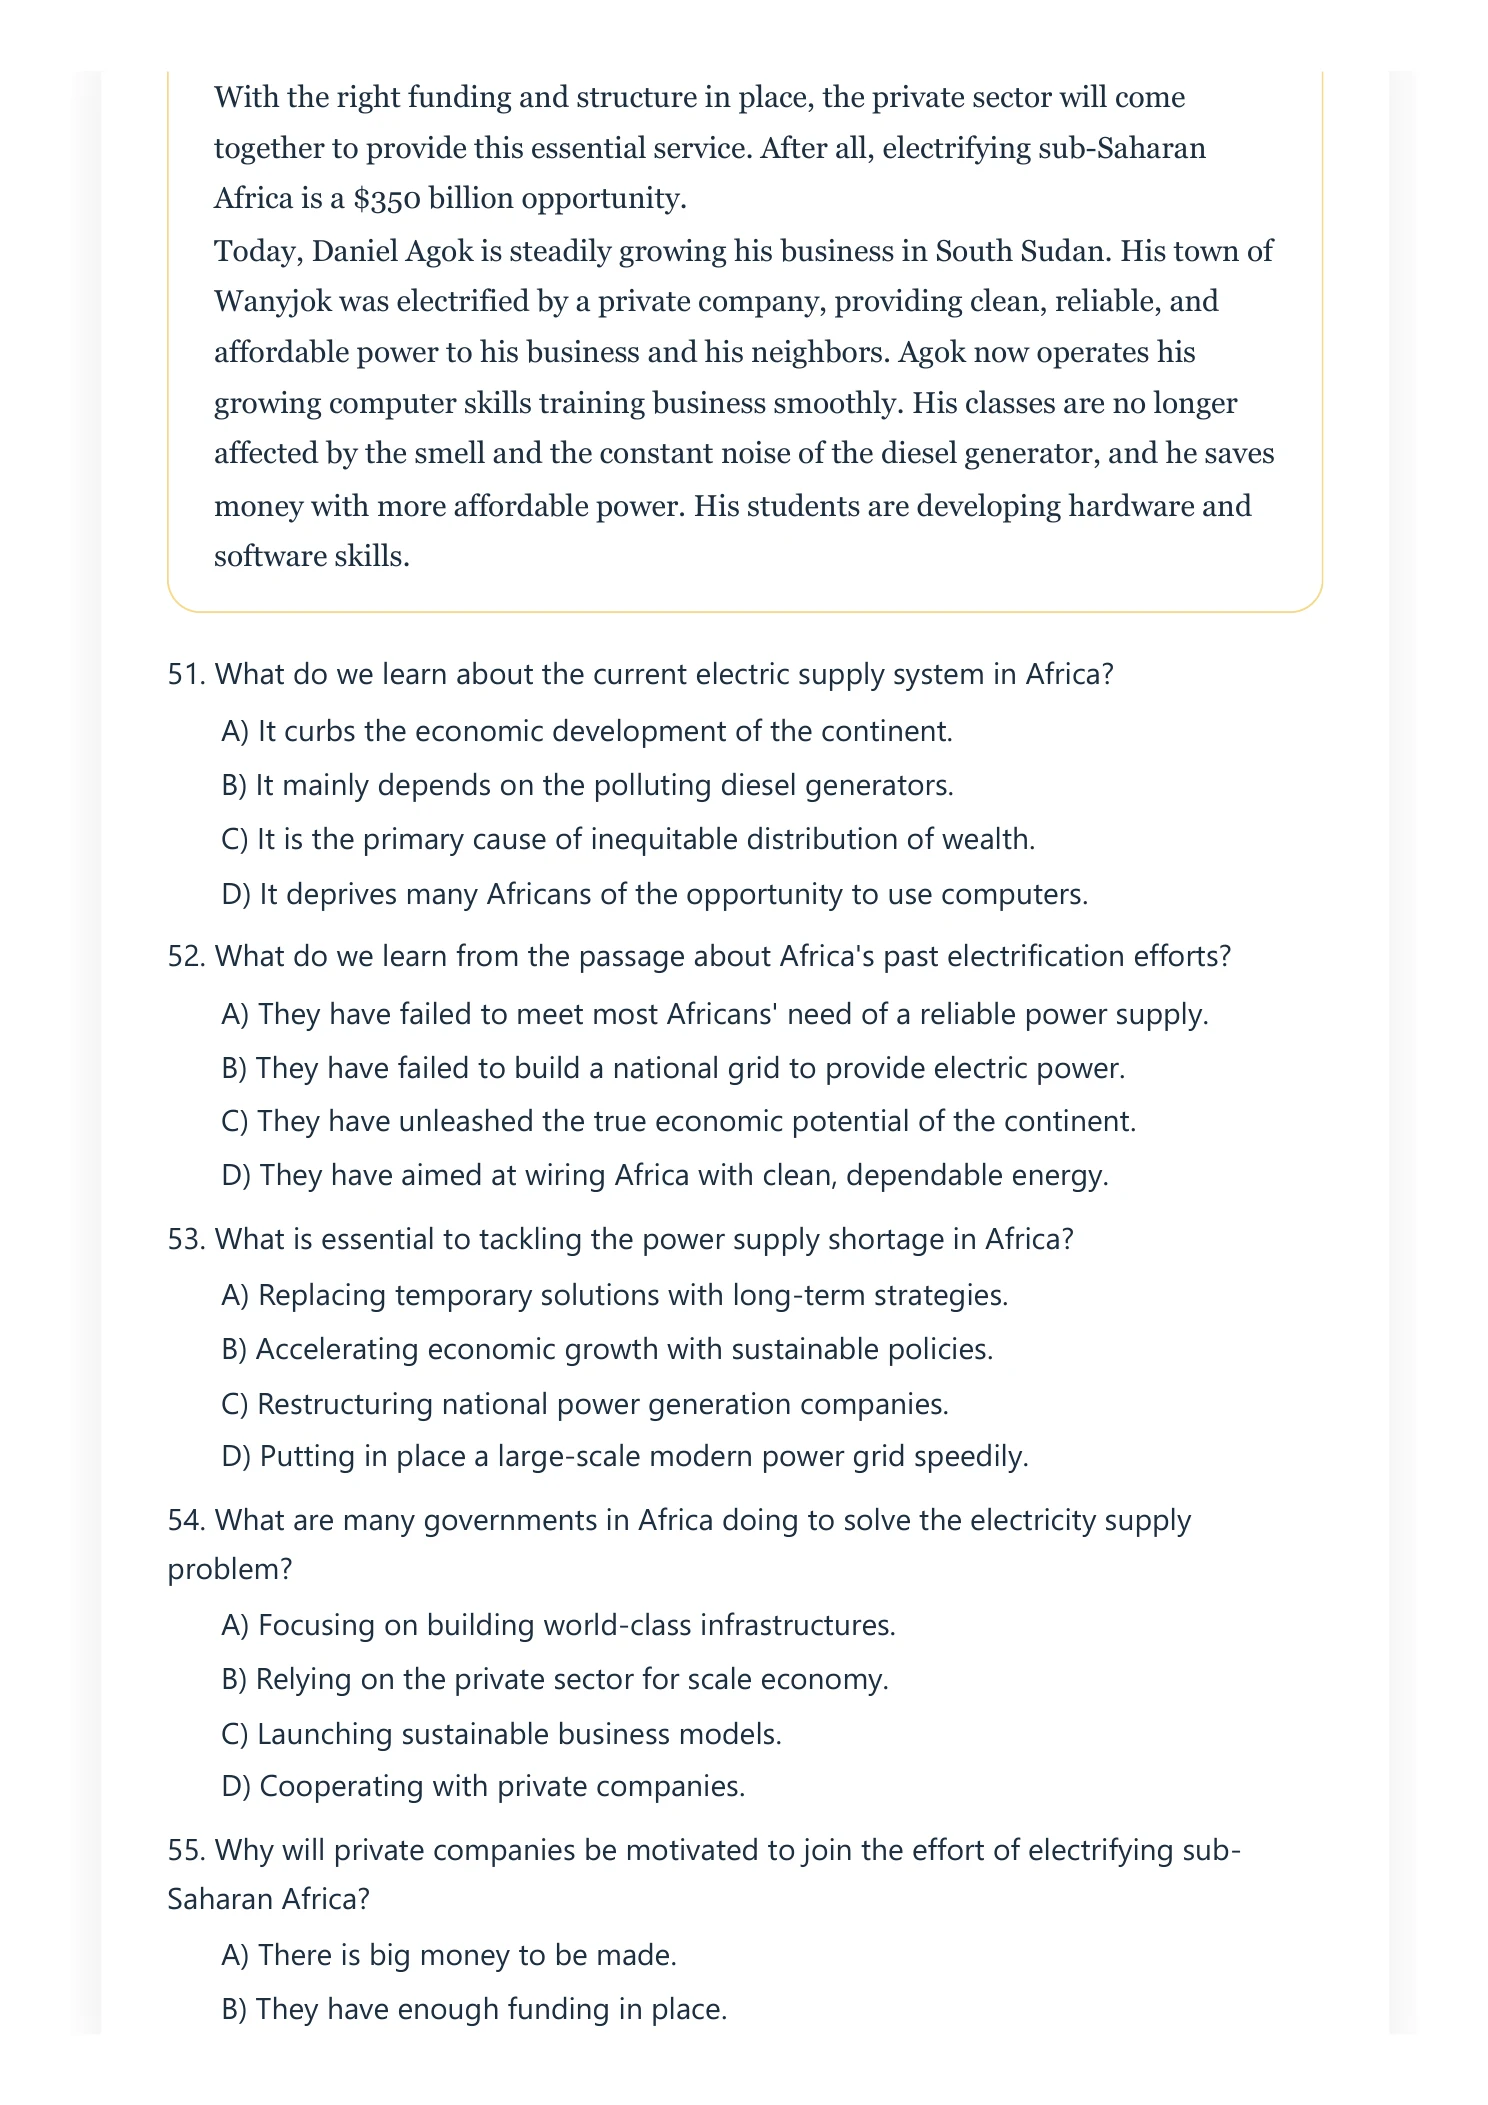 With the right funding and structure in place, the private sector will come
together to provide this essential service. After all, electrifying sub-Saharan
Africa is a $350 billion opportunity.
Today, Daniel Agok is steadily growing his business in South Sudan. His town of
Wanyjok was electrified by a private company, providing clean, reliable, and
affordable power to his business and his neighbors. Agok now operates his
growing computer skills training business smoothly. His classes are no longer
affected by the smell and the constant noise of the diesel generator, and he saves
money with more affordable power. His students are developing hardware and
software skills.
51. What do we learn about the current electric supply system in Africa?
A) It curbs the economic development of the continent.
B) It mainly depends on the polluting diesel generators.
C) It is the primary cause of inequitable distribution of wealth.
D) It deprives many Africans of the opportunity to use computers.
52. What do we learn from the passage about Africa's past electrification efforts?
A) They have failed to meet most Africans' need of a reliable power supply.
B) They have failed to build a national grid to provide electric power.
C) They have unleashed the true economic potential of the continent.
D) They have aimed at wiring Africa with clean, dependable energy.
53. What is essential to tackling the power supply shortage in Africa?
A) Replacing temporary solutions with long-term strategies.
B) Accelerating economic growth with sustainable policies.
C) Restructuring national power generation companies.
D) Putting in place a large-scale modern power grid speedily.
54. What are many governments in Africa doing to solve the electricity supply
problem?
A) Focusing on building world-class infrastructures.
B) Relying on the private sector for scale economy.
C) Launching sustainable business models.
D) Cooperating with private companies.
55. Why will private companies be motivated to join the effort of electrifying sub-
Saharan Africa?
A) There is big money to be made.
B) They have enough funding in place.